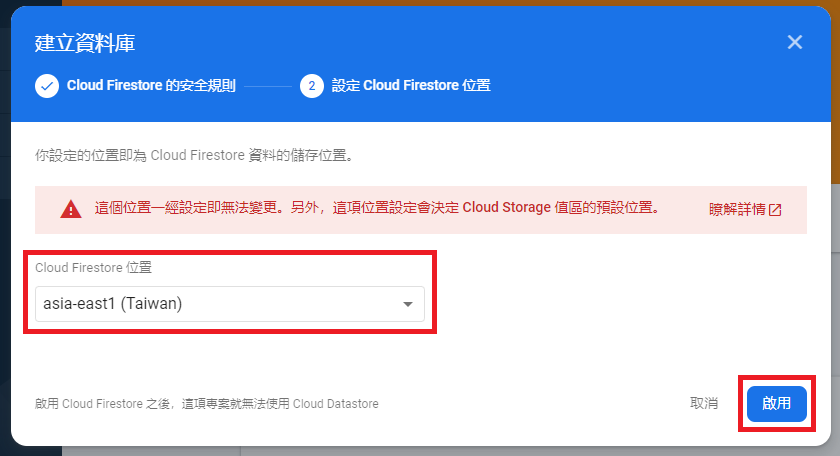 建立資料庫
Cloud Firestore 的安全規則
2 設定 Cloud Firestore 位置
你設定的位置即為 Cloud Firestore 資料的儲存位置。
這個位置一經設定即無法變更。另外，這項位置設定會決定 Cloud Storage 值區的預設位置。 瞭解詳情
Cloud Firestore 位置
asia-east1 (Taiwan)
啟用 Cloud Firestore 之後，這項專案就無法使用 Cloud Datastore
取消 啟用